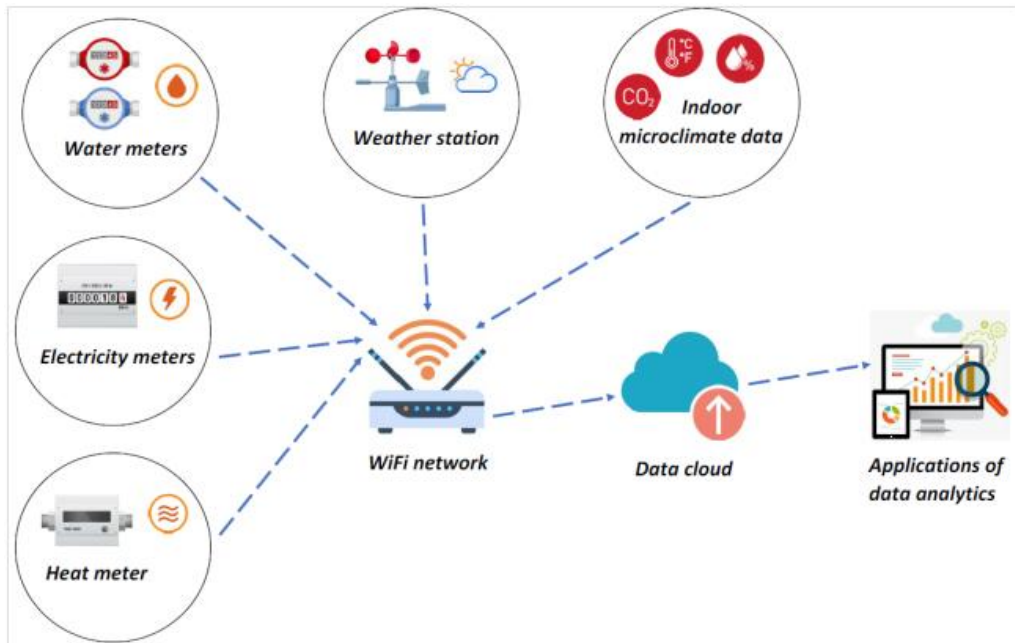 Water meters
Weather station
°C
°F
%
CO₂
Indoor
microclimate data
Electricity meters
WiFi network
Data cloud
Applications of
data analytics
Heat meter